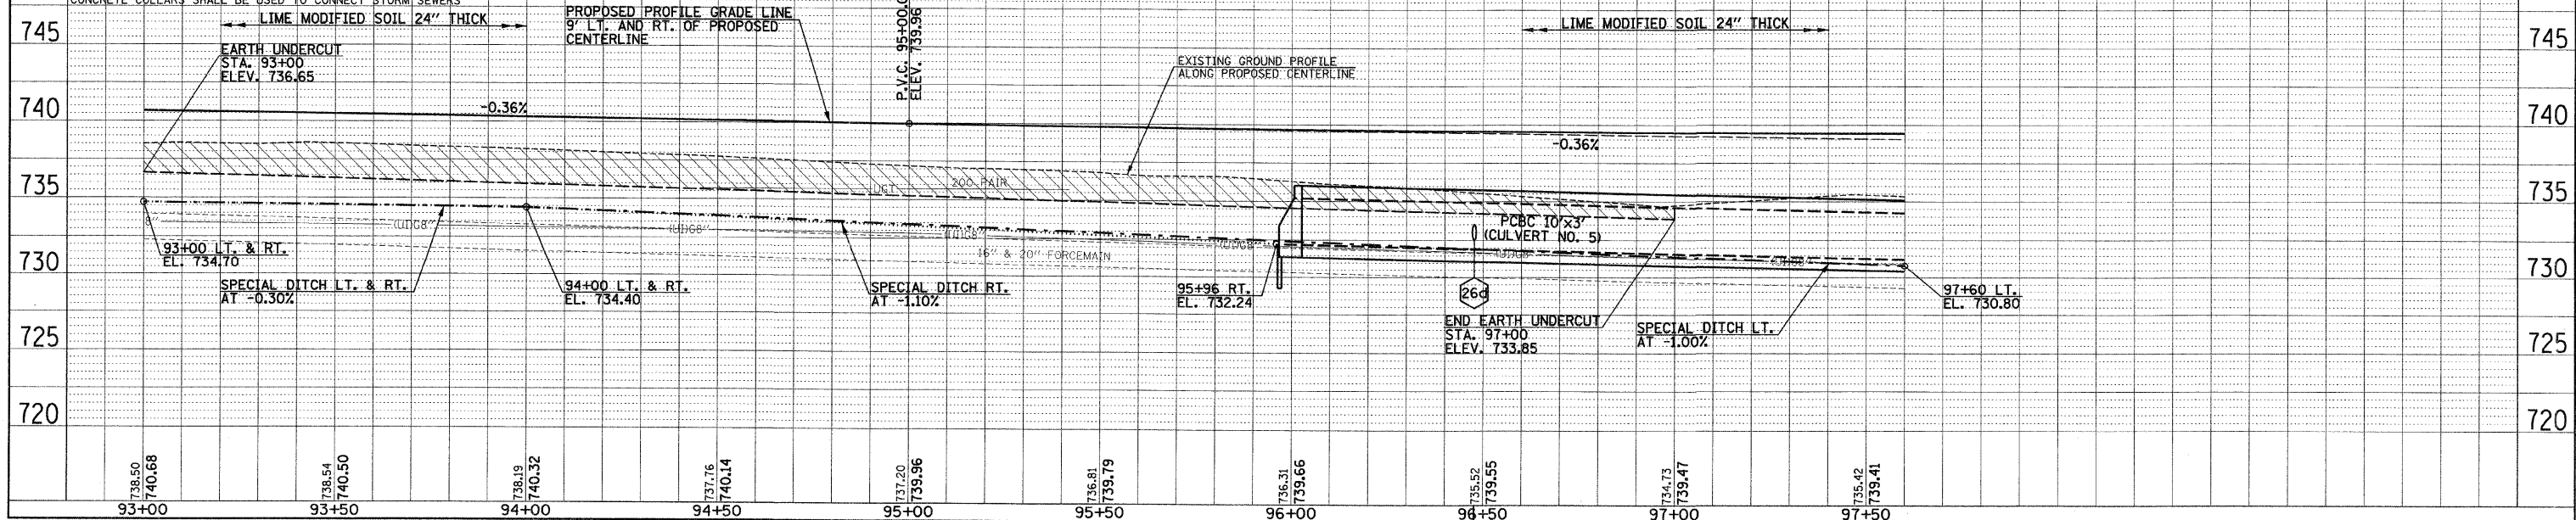 CONCRETE COLLARS SHALL BE USED TO CONNECT STORM SEWERS
LIME MODIFIED SOIL 24" THICK
PROPOSED PROFILE GRADE LINE
9' LT. AND RT. OF PROPOSED
CENTERLINE
P.V.C. 95+00.
ELEV. 739.96
LIME MODIFIED SOIL 24" THICK
745
745
EARTH UNDERCUT
STA. 93+00
ELEV. 736.65
EXISTING GROUND PROFILE
ALONG PROPOSED CENTERLINE
740
-0.36%
-0.36%
740
735
UGT
200 PAIR
735
8"
(U)G8"
(U)G8"
(U)G8"
(U)G8"
(U)G8"
(U)G8"
PCBC 10'x3'
(CULVERT NO. 5)
16" & 20" FORCEMAIN
730
730
93+00 LT. & RT.
EL. 734.70
SPECIAL DITCH LT. & RT.
AT -0.30%
94+00 LT. & RT.
EL. 734.40
SPECIAL DITCH RT.
AT -1.10%
95+96 RT.
EL. 732.24
26d
97+60 LT.
EL. 730.80
END EARTH UNDERCUT
STA. 97+00
ELEV. 733.85
SPECIAL DITCH LT.
AT -1.00%
725
725
720
720
738.50
740.68
738.54
740.50
738.19
740.32
737.76
740.14
737.20
739.96
736.81
739.79
736.31
739.66
735.52
739.55
734.73
739.47
735.42
739.41
93+00
93+50
94+00
94+50
95+00
95+50
96+00
96+50
97+00
97+50